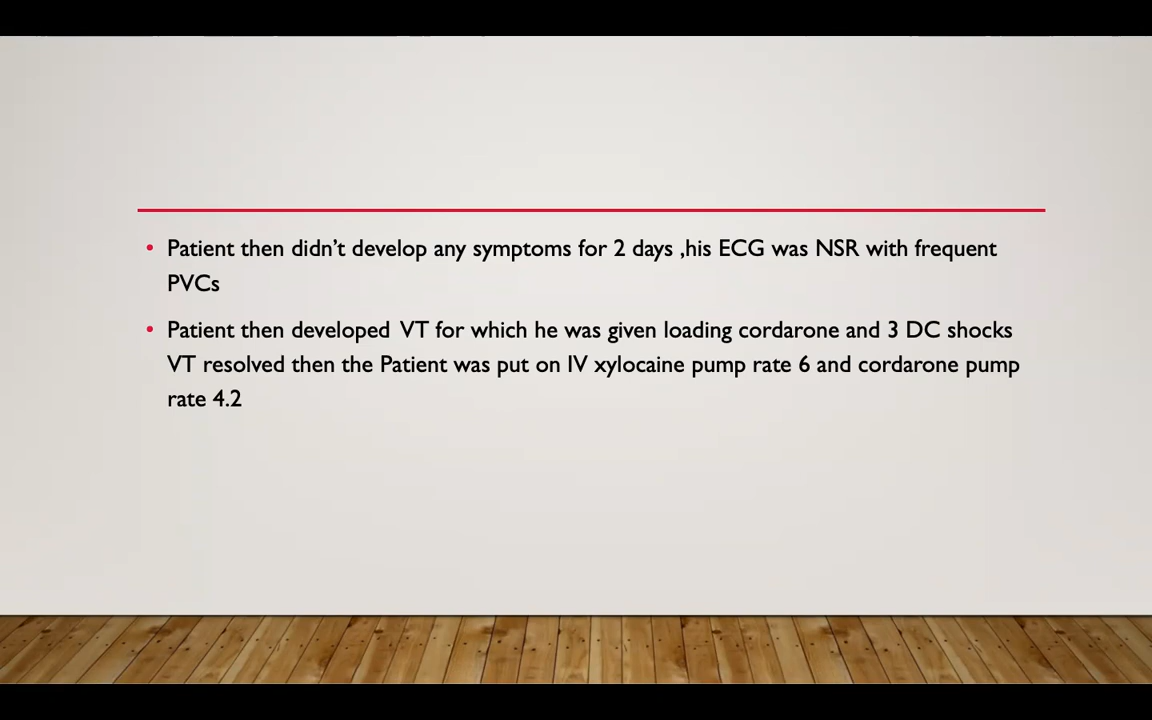 • Patient then didn’t develop any symptoms for 2 days ,his ECG was NSR with frequent
PVCs
• Patient then developed VT for which he was given loading cordarone and 3 DC shocks
VT resolved then the Patient was put on IV xylocaine pump rate 6 and cordarone pump
rate 4.2